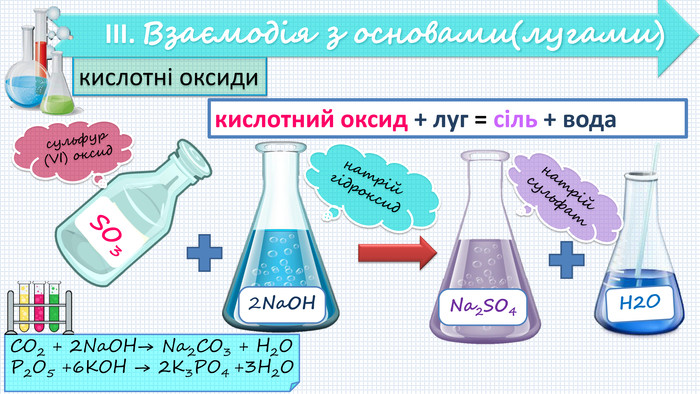 III. Взаємодія з основами(лугами)
кислотні оксиди
кислотний оксид + луг = сіль + вода
сульфур
(VI) оксид
натрій
гідроксид
натрій
сульфат
SO₃
2NaOH
Na₂SO₄
H2O
CO₂ + 2NaOH→ Na₂CO₃ + H₂O
P₂O₅ +6KOH → 2K₃PO₄ +3H₂O